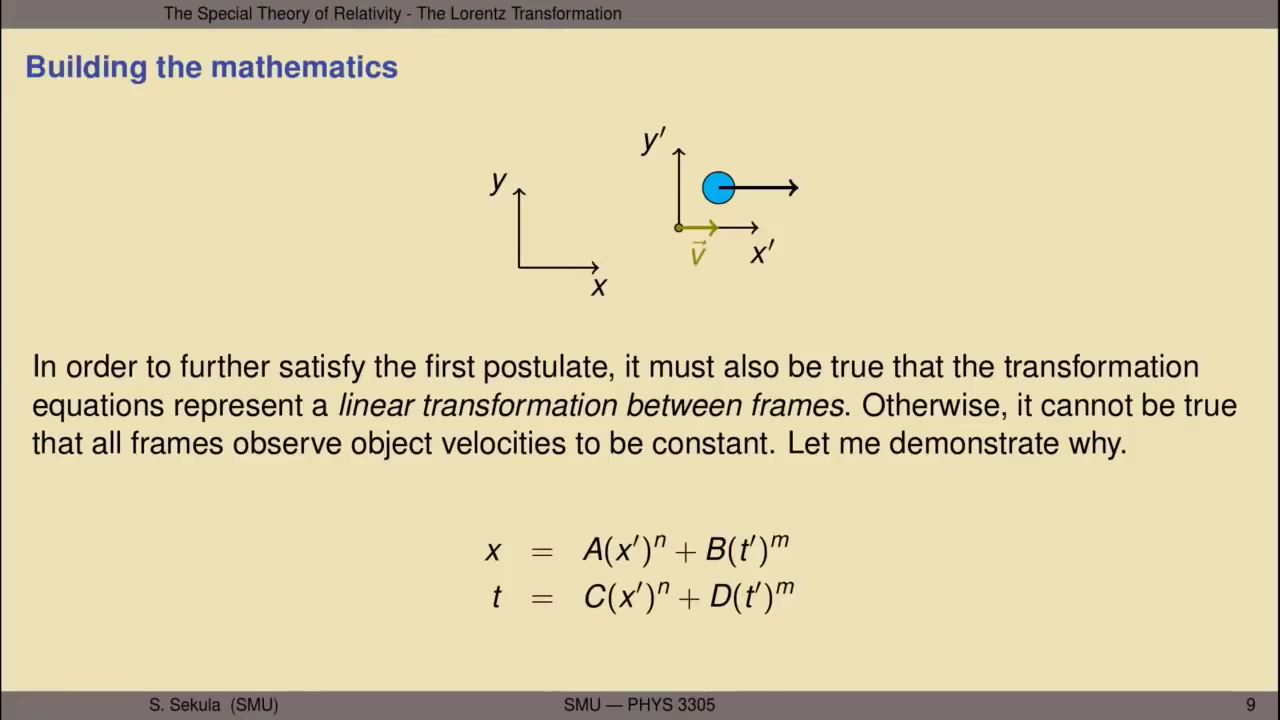 The Special Theory of Relativity - The Lorentz Transformation
Building the mathematics
y′
y
v⃗
x′
x
In order to further satisfy the first postulate, it must also be true that the transformation
equations represent a linear transformation between frames. Otherwise, it cannot be true
that all frames observe object velocities to be constant. Let me demonstrate why.
x = A(x′)ⁿ + B(t′)ᵐ
t = C(x′)ⁿ + D(t′)ᵐ
S. Sekula (SMU)
SMU — PHYS 3305
9